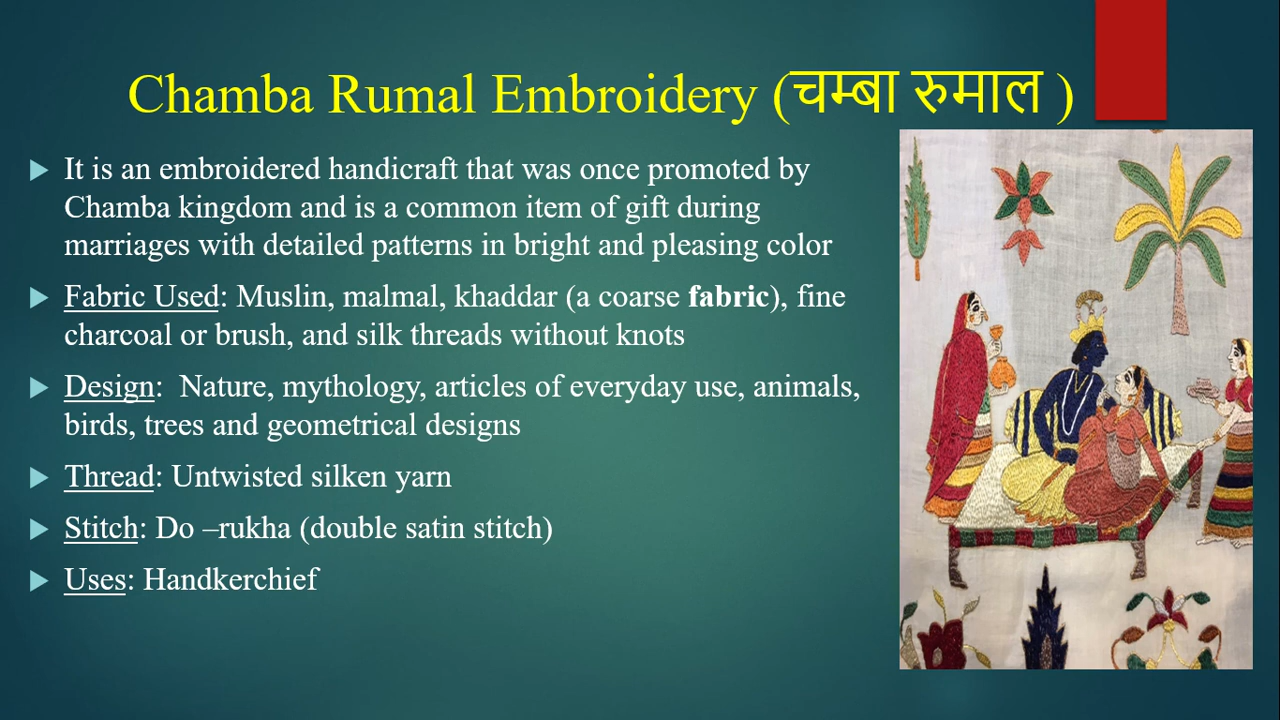 Chamba Rumal Embroidery (चम्बा रुमाल )
It is an embroidered handicraft that was once promoted by
Chamba kingdom and is a common item of gift during
marriages with detailed patterns in bright and pleasing color
Fabric Used: Muslin, malmal, khaddar (a coarse fabric), fine
charcoal or brush, and silk threads without knots
Design:  Nature, mythology, articles of everyday use, animals,
birds, trees and geometrical designs
Thread: Untwisted silken yarn
Stitch: Do –rukha (double satin stitch)
Uses: Handkerchief